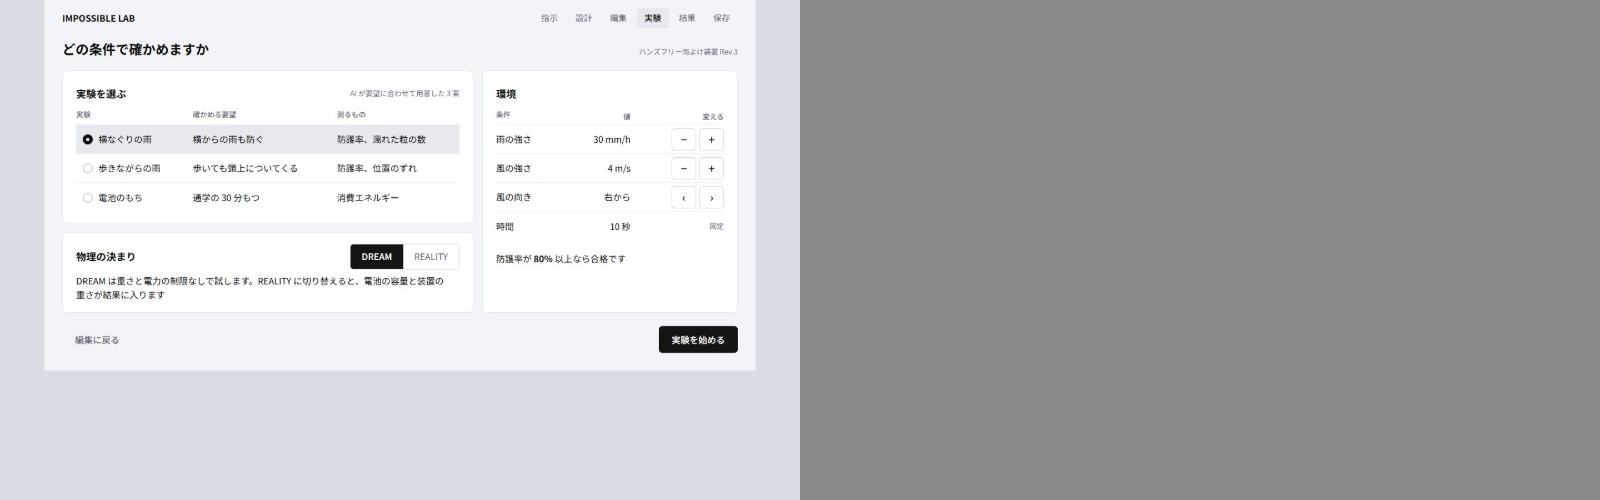 IMPOSSIBLE LAB
指示
設計
編集
実験
結果
保存
どの条件で確かめますか
ハンズフリー雨よけ装置 Rev.3
実験を選ぶ
AI が要望に合わせて用意した 3 案
実験 確かめる要望 測るもの
横なぐりの雨 横からの雨も防ぐ 防護率、濡れた粒の数
歩きながらの雨 歩いても頭上についてくる 防護率、位置のずれ
電池のもち 通学の 30 分もつ 消費エネルギー
物理の決まり
DREAM
REALITY
DREAM は重さと電力の制限なしで試します。REALITY に切り替えると、電池の容量と装置の
重さが結果に入ります
環境
条件 値 変える
雨の強さ 30 mm/h − +
風の強さ 4 m/s − +
風の向き 右から ‹ ›
時間 10 秒 固定
防護率が 80% 以上なら合格です
編集に戻る
実験を始める